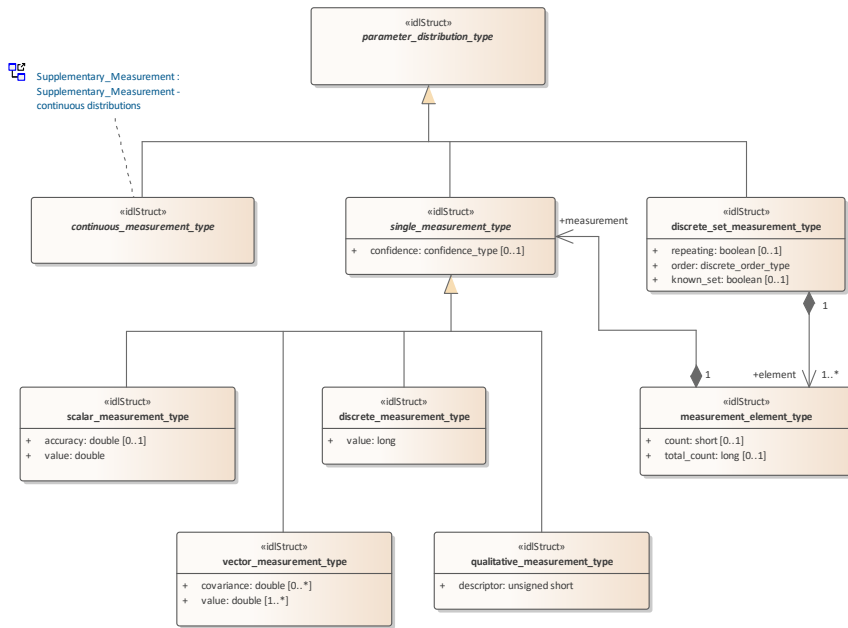 «idlStruct»
parameter_distribution_type
Supplementary_Measurement :
Supplementary_Measurement -
continuous distributions
«idlStruct»
continuous_measurement_type
«idlStruct»
single_measurement_type
+ confidence: confidence_type [0..1]
+measurement
«idlStruct»
discrete_set_measurement_type
+ repeating: boolean [0..1]
+ order: discrete_order_type
+ known_set: boolean [0..1]
1
+element
1..*
1
«idlStruct»
scalar_measurement_type
+ accuracy: double [0..1]
+ value: double
«idlStruct»
discrete_measurement_type
+ value: long
«idlStruct»
measurement_element_type
+ count: short [0..1]
+ total_count: long [0..1]
«idlStruct»
vector_measurement_type
+ covariance: double [0..*]
+ value: double [1..*]
«idlStruct»
qualitative_measurement_type
+ descriptor: unsigned short